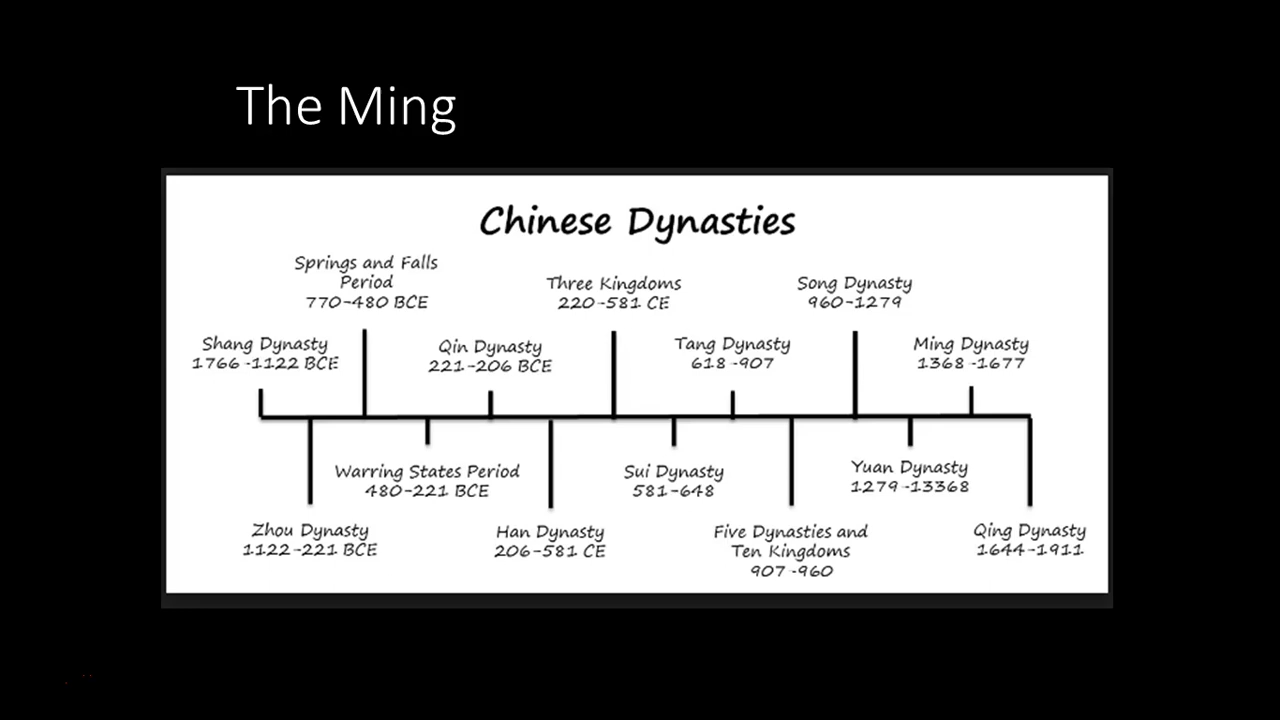 The Ming
Chinese Dynasties
Springs and Falls
Period
770-480 BCE
Three Kingdoms
220-581 CE
Song Dynasty
960-1279
Shang Dynasty
1766-1122 BCE
Qin Dynasty
221-206 BCE
Tang Dynasty
618-907
Ming Dynasty
1368-1677
Warring States Period
480-221 BCE
Sui Dynasty
581-648
Yuan Dynasty
1279-13368
Zhou Dynasty
1122-221 BCE
Han Dynasty
206-581 CE
Five Dynasties and
Ten Kingdoms
907-960
Qing Dynasty
1644-1911